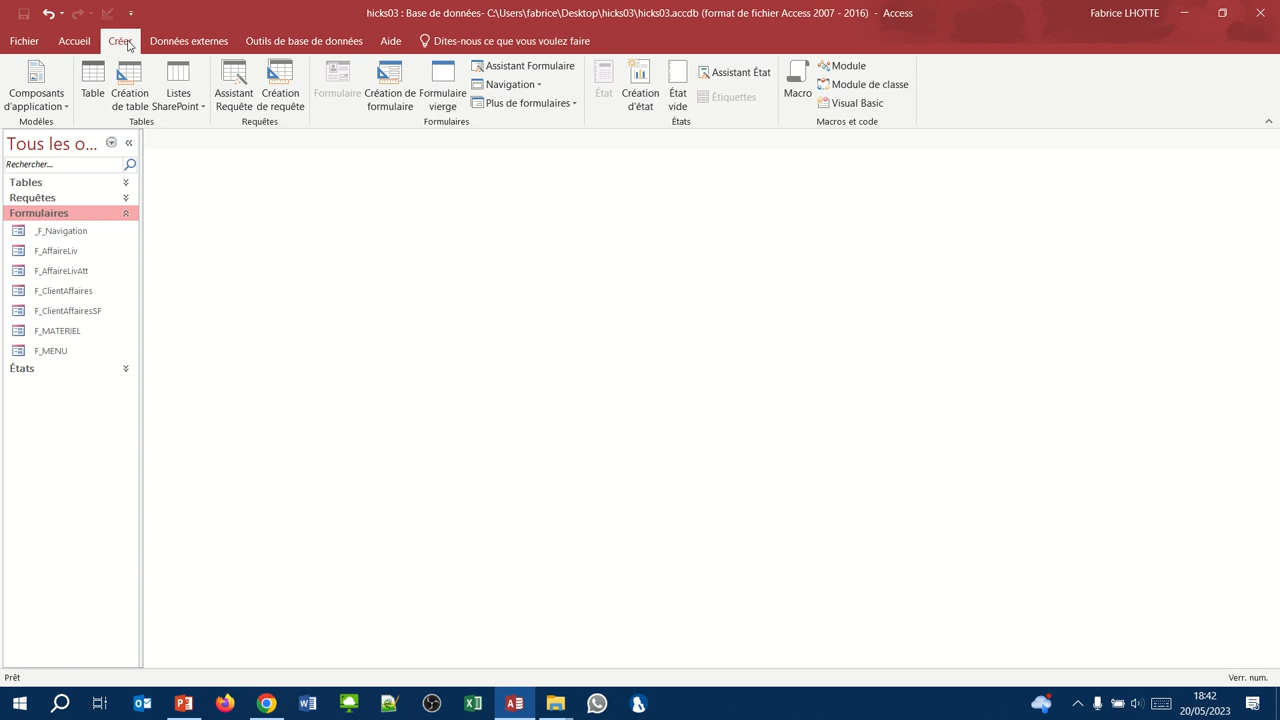 hicks03 : Base de données- C:\Users\fabrice\Desktop\hicks03\hicks03.accdb (format de fichier Access 2007 - 2016) - Access
Fabrice LHOTTE
Fichier Accueil Créer Données externes Outils de base de données Aide Dites-nous ce que vous voulez faire
Composants d'application
Modèles
Table
Création de table
Listes SharePoint
Tables
Assistant Requête
Création de requête
Requêtes
Formulaire
Création de formulaire
Formulaire vierge
Assistant Formulaire
Navigation
Plus de formulaires
Formulaires
État
Création d'état
État vide
Assistant État
Étiquettes
États
Macro
Module
Module de classe
Visual Basic
Macros et code
Tous les o...
Rechercher...
Tables
Requêtes
Formulaires
_F_Navigation
F_AffaireLiv
F_AffaireLivAtt
F_ClientAffaires
F_ClientAffairesSF
F_MATERIEL
F_MENU
États
Prêt
Verr. num.
18:42
20/05/2023